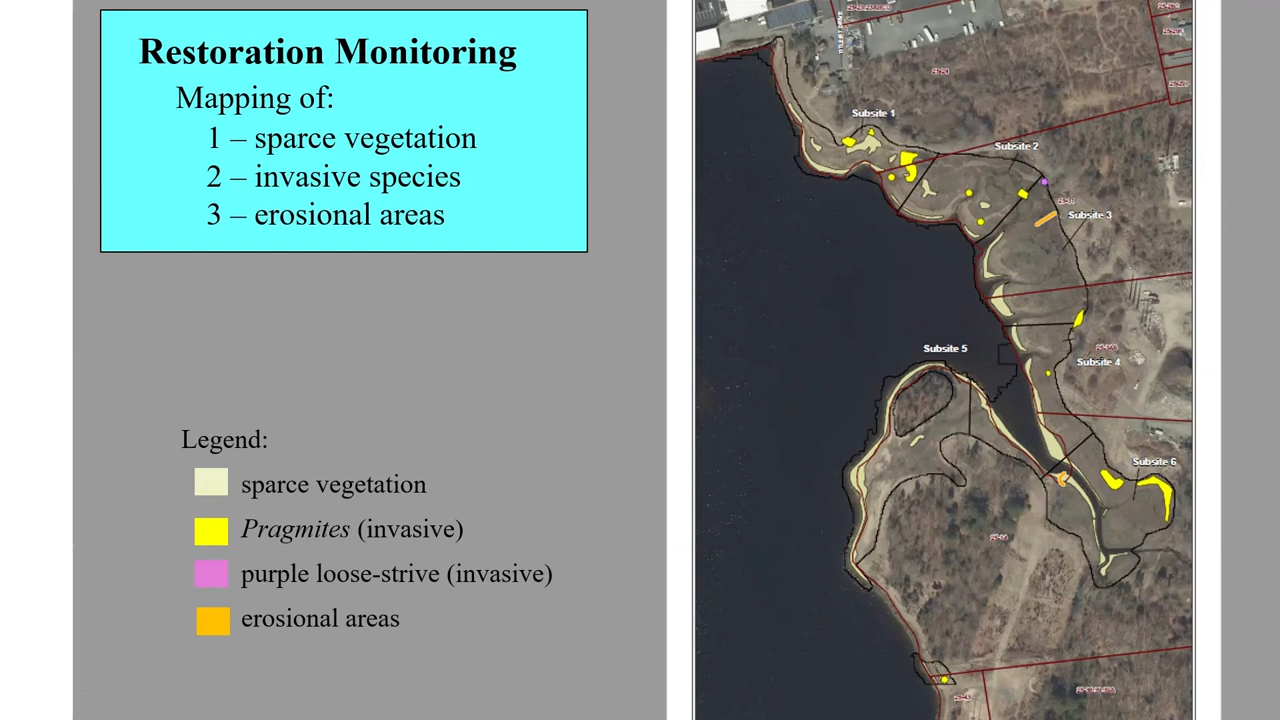 Restoration Monitoring
Mapping of:
1 – sparce vegetation
2 – invasive species
3 – erosional areas
Legend:
sparce vegetation
Pragmites (invasive)
purple loose-strive (invasive)
erosional areas
Subsite 1
Subsite 2
Subsite 3
Subsite 5
Subsite 4
Subsite 6